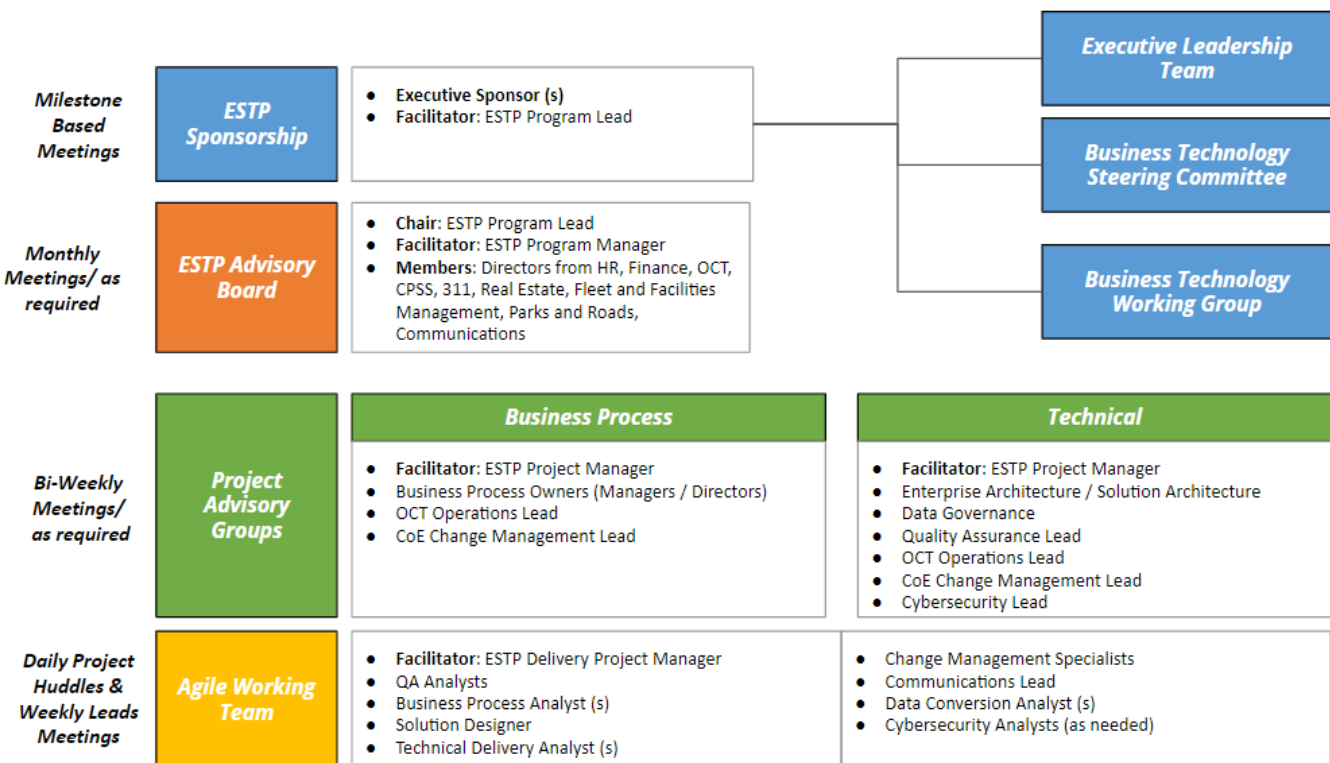 Milestone
Based
Meetings
ESTP
Sponsorship
● Executive Sponsor (s)
● Facilitator: ESTP Program Lead
Executive Leadership
Team
Business Technology
Steering Committee
Business Technology
Working Group
Monthly
Meetings/ as
required
ESTP Advisory
Board
● Chair: ESTP Program Lead
● Facilitator: ESTP Program Manager
● Members: Directors from HR, Finance, OCT,
CPSS, 311, Real Estate, Fleet and Facilities
Management, Parks and Roads,
Communications
Bi-Weekly
Meetings/
as required
Project
Advisory
Groups
Business Process
● Facilitator: ESTP Project Manager
● Business Process Owners (Managers / Directors)
● OCT Operations Lead
● CoE Change Management Lead
Technical
● Facilitator: ESTP Project Manager
● Enterprise Architecture / Solution Architecture
● Data Governance
● Quality Assurance Lead
● OCT Operations Lead
● CoE Change Management Lead
● Cybersecurity Lead
Daily Project
Huddles &
Weekly Leads
Meetings
Agile Working
Team
● Facilitator: ESTP Delivery Project Manager
● QA Analysts
● Business Process Analyst (s)
● Solution Designer
● Technical Delivery Analyst (s)
● Change Management Specialists
● Communications Lead
● Data Conversion Analyst (s)
● Cybersecurity Analysts (as needed)